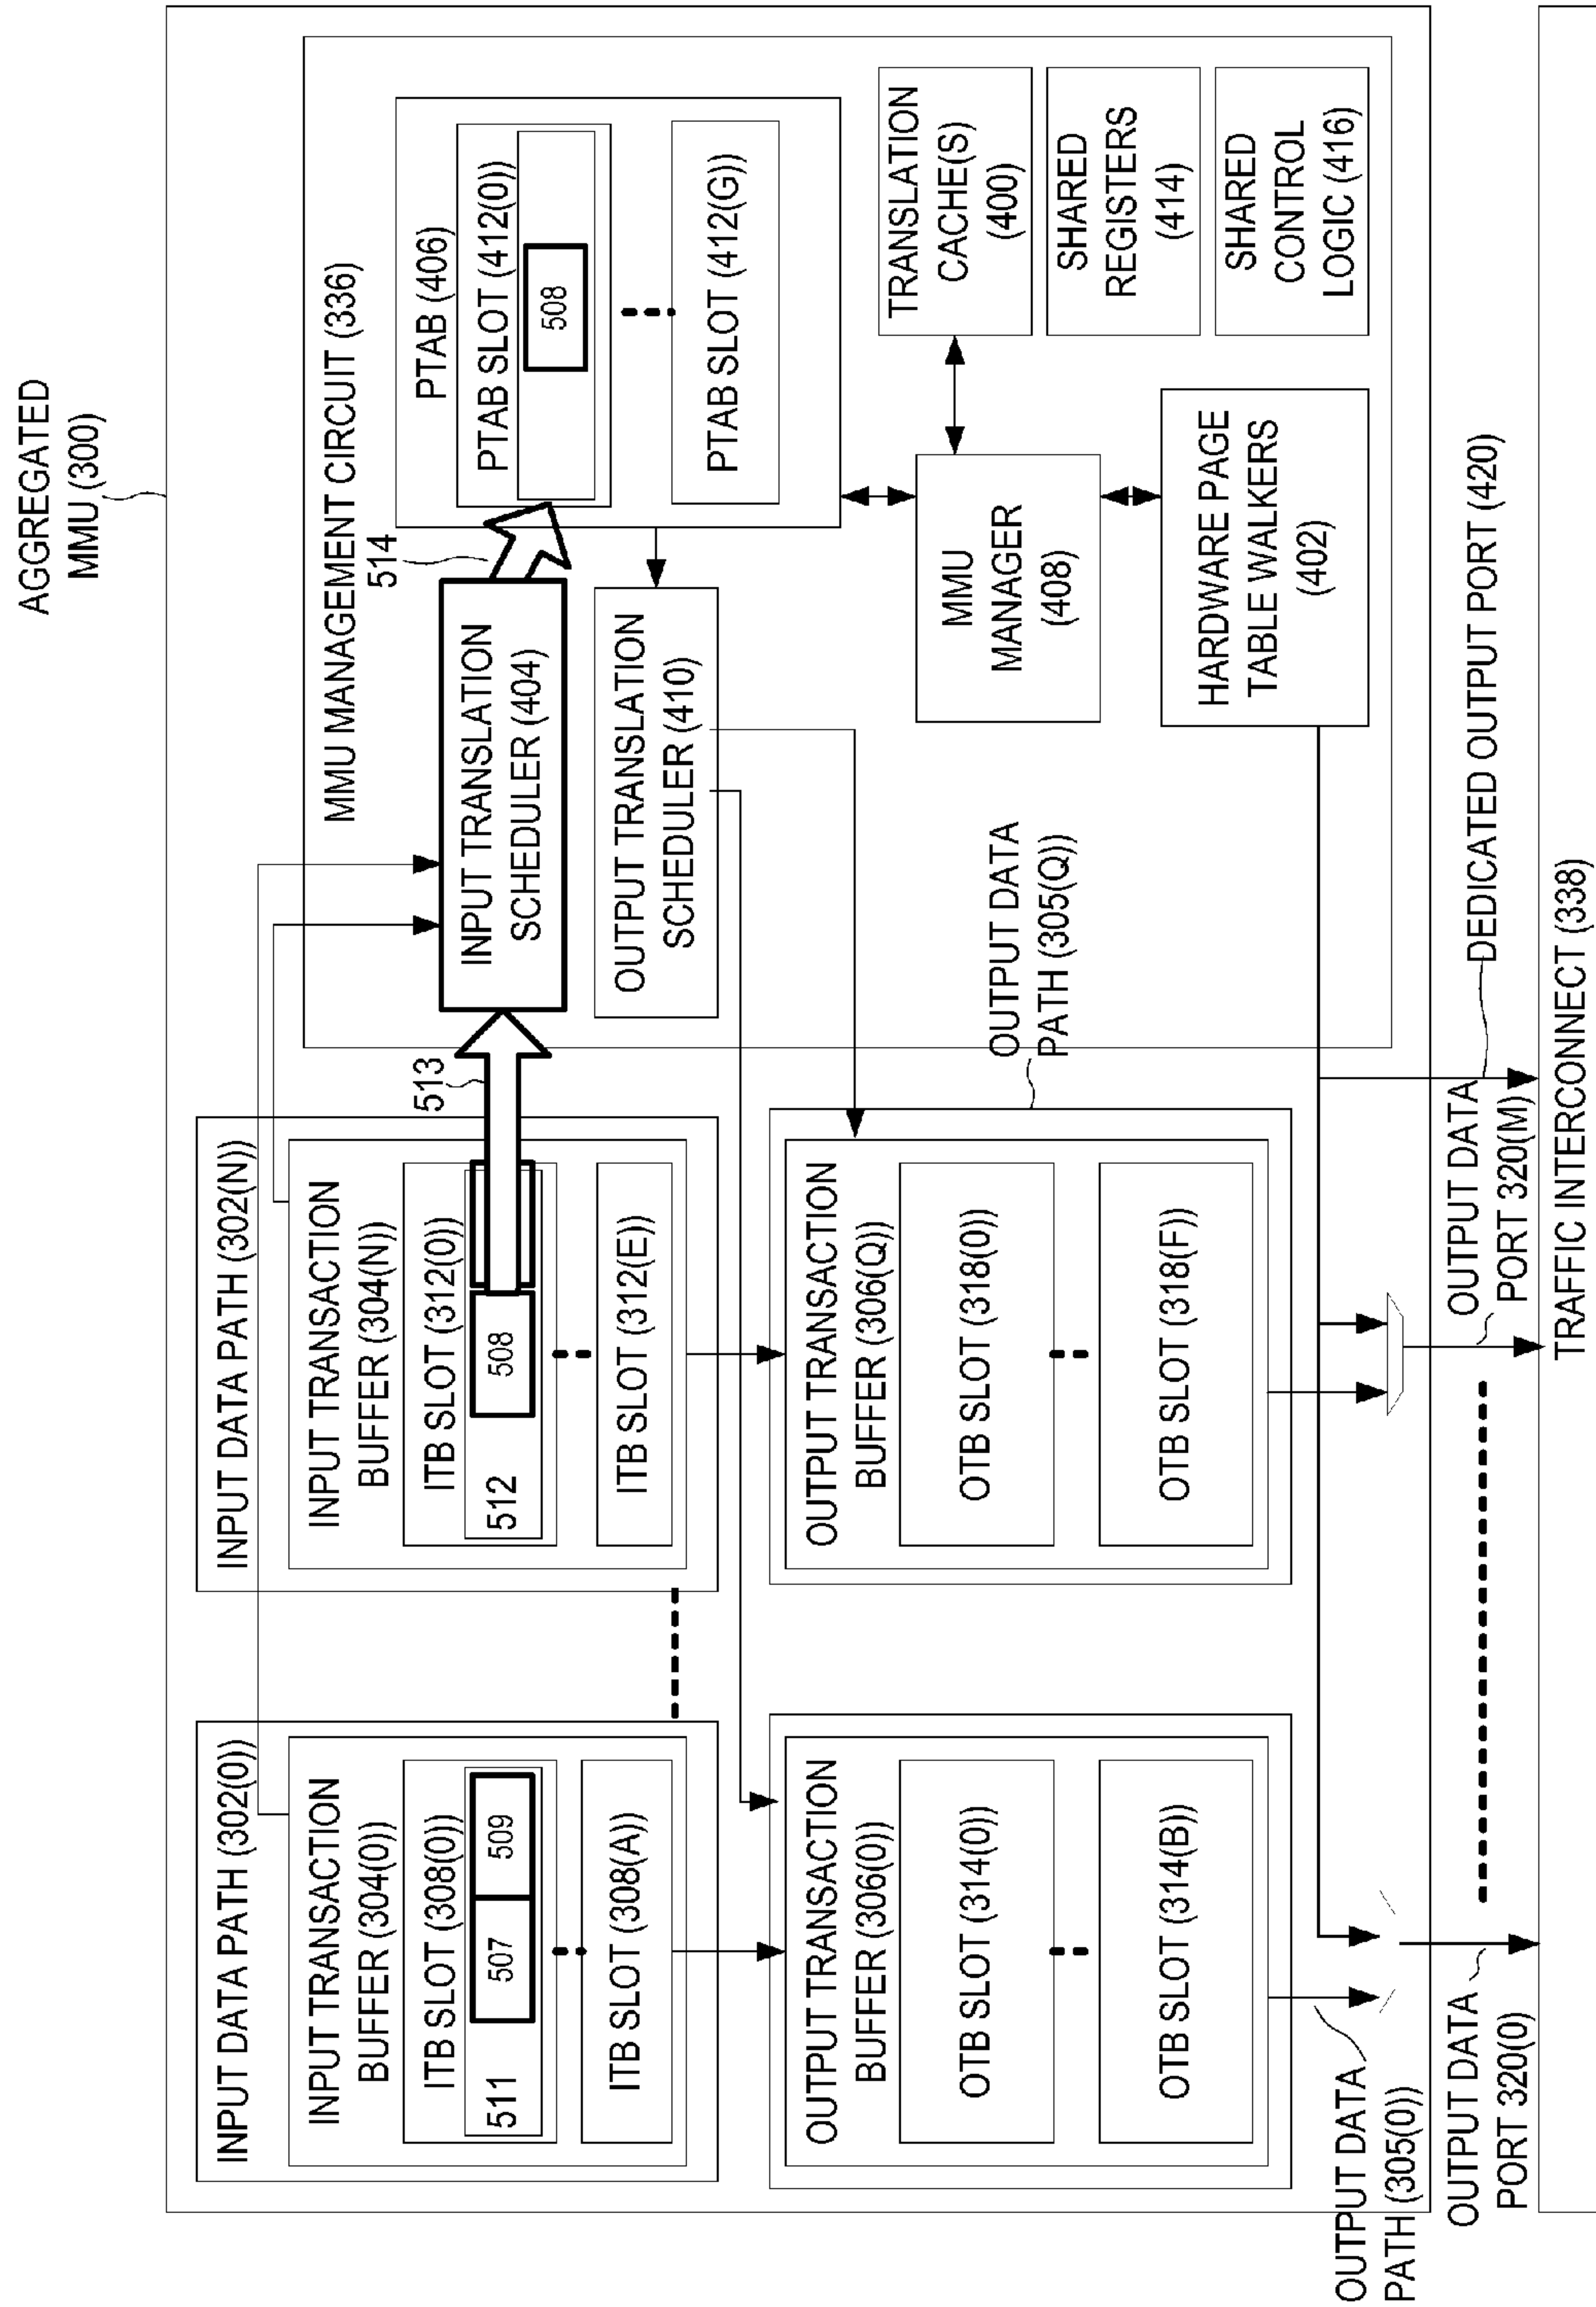 AGGREGATED
MMU (300)
INPUT DATA PATH (302(0))
INPUT TRANSACTION
BUFFER (304(0))
ITB SLOT (308(0))
511
507
509
ITB SLOT (308(A))
INPUT DATA PATH (302(N))
INPUT TRANSACTION
BUFFER (304(N))
ITB SLOT (312(0))
512
508
ITB SLOT (312(E))
513
MMU MANAGEMENT CIRCUIT (336)
INPUT TRANSLATION
SCHEDULER (404)
514
PTAB (406)
PTAB SLOT (412(0))
508
PTAB SLOT (412(G))
OUTPUT TRANSLATION
SCHEDULER (410)
OUTPUT TRANSACTION
BUFFER (306(0))
OTB SLOT (314(0))
OTB SLOT (314(B))
OUTPUT TRANSACTION
BUFFER (306(Q))
OTB SLOT (318(0))
OTB SLOT (318(F))
OUTPUT DATA
PATH (305(Q))
MMU
MANAGER
(408)
TRANSLATION
CACHE(S)
(400)
SHARED
REGISTERS
(414)
SHARED
CONTROL
LOGIC (416)
HARDWARE PAGE
TABLE WALKERS
(402)
OUTPUT DATA
PATH (305(0))
OUTPUT DATA
PORT 320(0)
OUTPUT DATA
PORT 320(M)
DEDICATED OUTPUT PORT (420)
TRAFFIC INTERCONNECT (338)